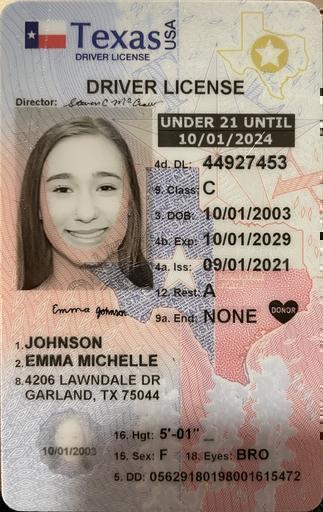 Texas USA
DRIVER LICENSE
DRIVER LICENSE
Director:
UNDER 21 UNTIL
10/01/2024
4d. DL: 44927453
9. Class: C
3. DOB: 10/01/2003
4b. Exp: 10/01/2029
4a. Iss: 09/01/2021
12. Rest: A
9a. End: NONE
DONOR
Emma Johnson
1. JOHNSON
2. EMMA MICHELLE
8. 4206 LAWNDALE DR
GARLAND, TX 75044
10/01/2003
16. Hgt: 5'-01"
15. Sex: F 18. Eyes: BRO
5. DD: 05629180198001615472